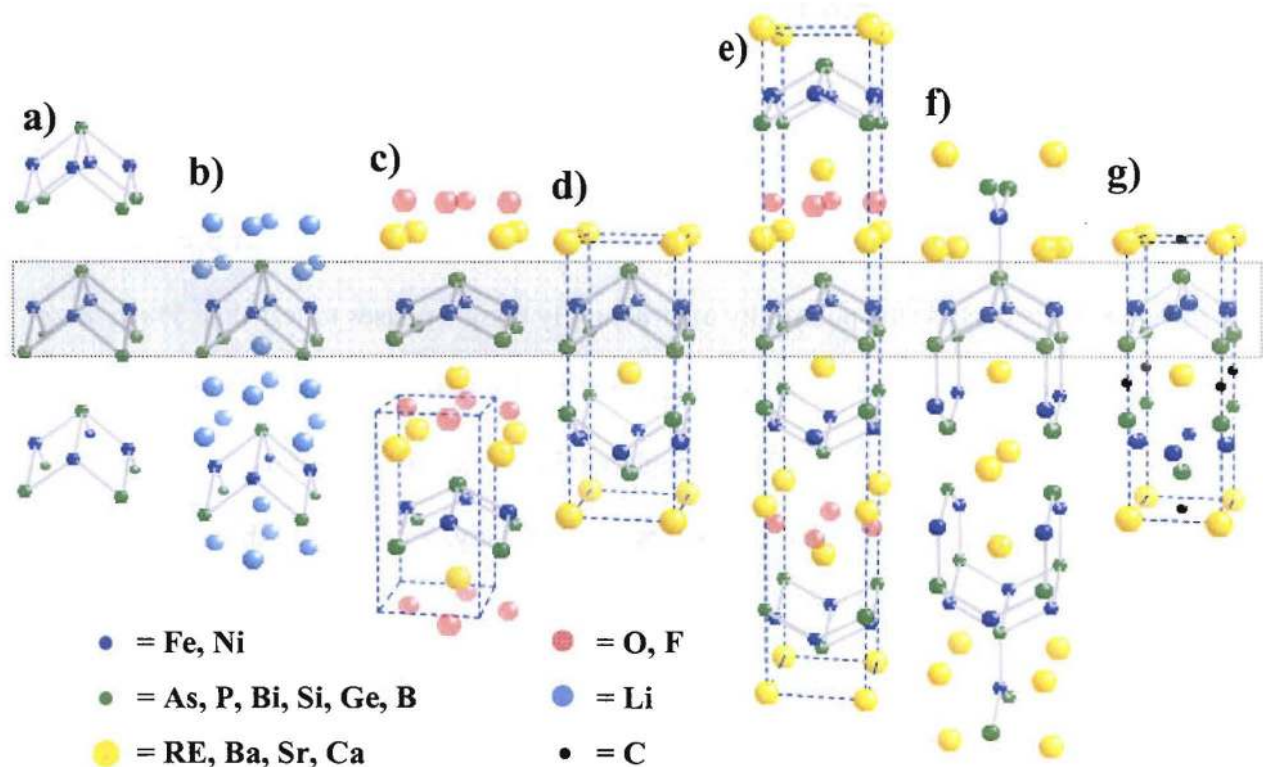 a)
b)
c)
d)
e)
f)
g)
= Fe, Ni
= O, F
= As, P, Bi, Si, Ge, B
= Li
= RE, Ba, Sr, Ca
= C